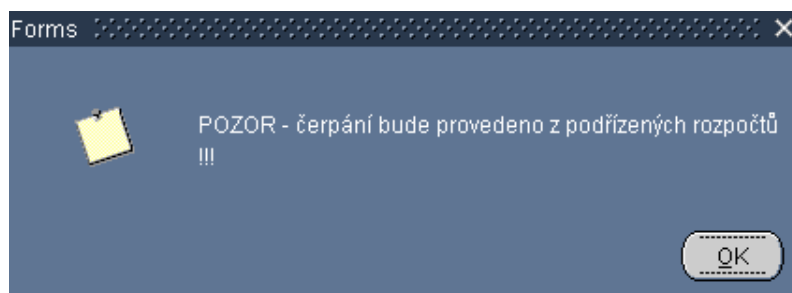 Forms
POZOR - čerpání bude provedeno z podřízených rozpočtů
!!!
OK